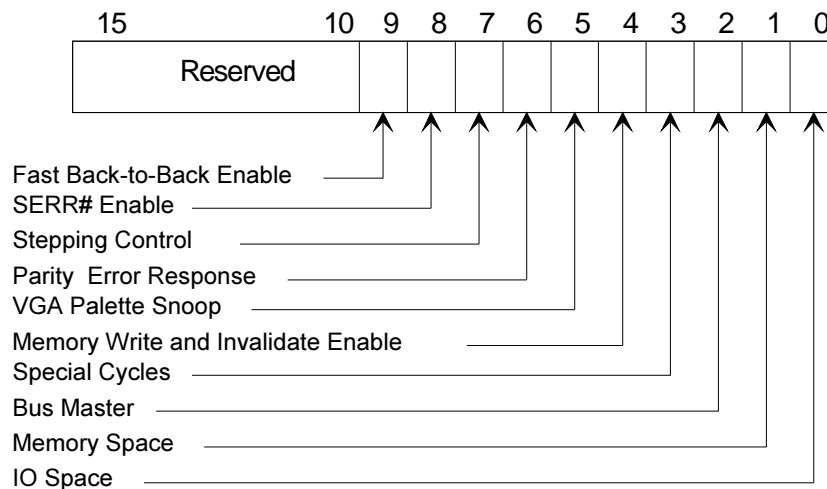 15 10 9 8 7 6 5 4 3 2 1 0
Reserved
Fast Back-to-Back Enable
SERR# Enable
Stepping Control
Parity Error Response
VGA Palette Snoop
Memory Write and Invalidate Enable
Special Cycles
Bus Master
Memory Space
IO Space